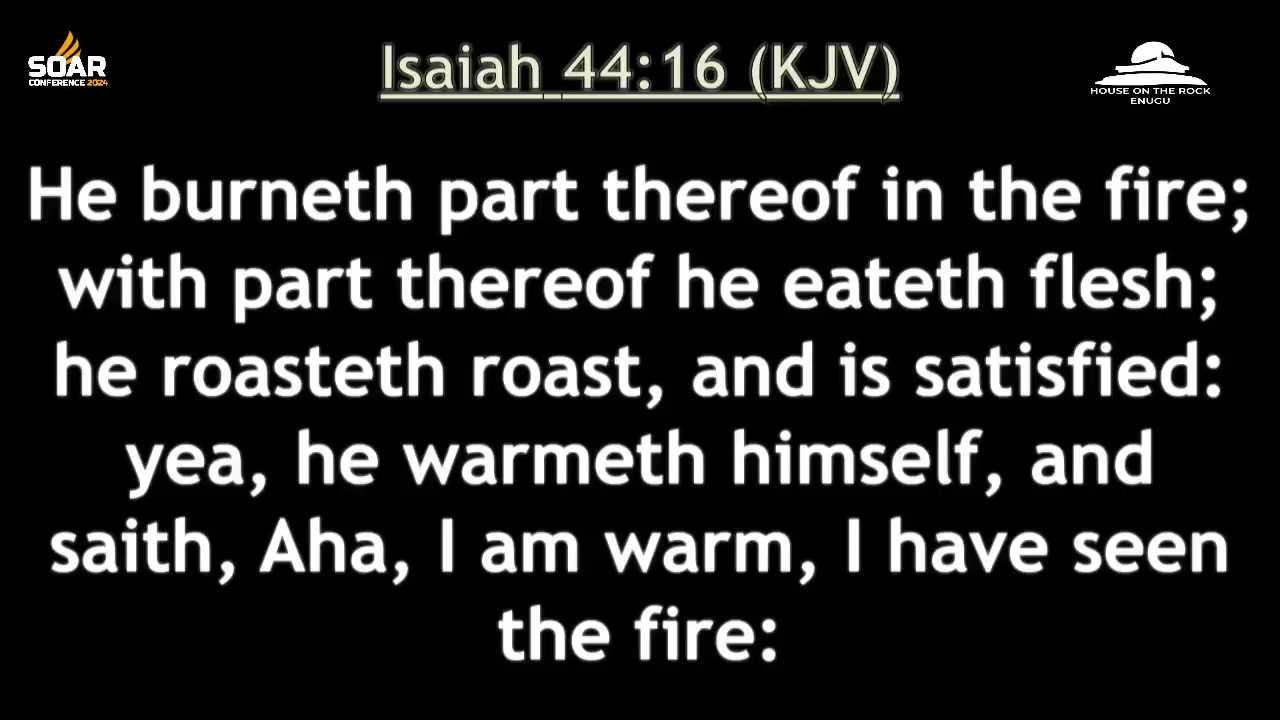 SOAR
CONFERENCE 2024
Isaiah 44:16 (KJV)
HOUSE ON THE ROCK
ENUGU
He burneth part thereof in the fire;
with part thereof he eateth flesh;
he roasteth roast, and is satisfied:
yea, he warmeth himself, and
saith, Aha, I am warm, I have seen
the fire: